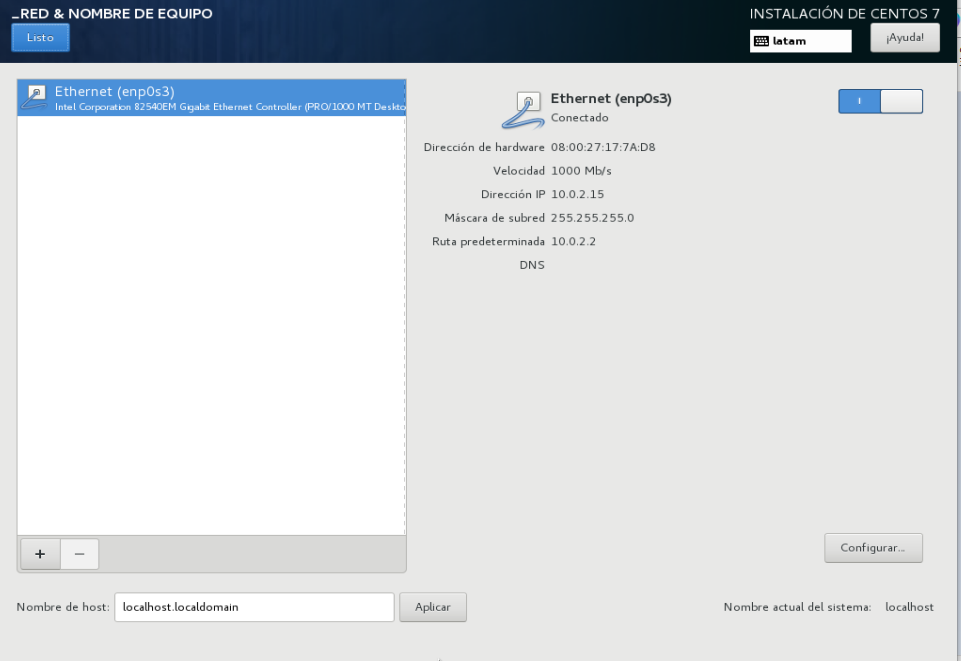 _RED & NOMBRE DE EQUIPO
INSTALACIÓN DE CENTOS 7
Listo
latam
¡Ayuda!
Ethernet (enp0s3)
Intel Corporation 82540EM Gigabit Ethernet Controller (PRO/1000 MT Deskto
Ethernet (enp0s3)
Conectado
Dirección de hardware 08:00:27:17:7A:D8
Velocidad 1000 Mb/s
Dirección IP 10.0.2.15
Máscara de subred 255.255.255.0
Ruta predeterminada 10.0.2.2
DNS
+ −
Configurar...
Nombre de host: localhost.localdomain Aplicar
Nombre actual del sistema: localhost